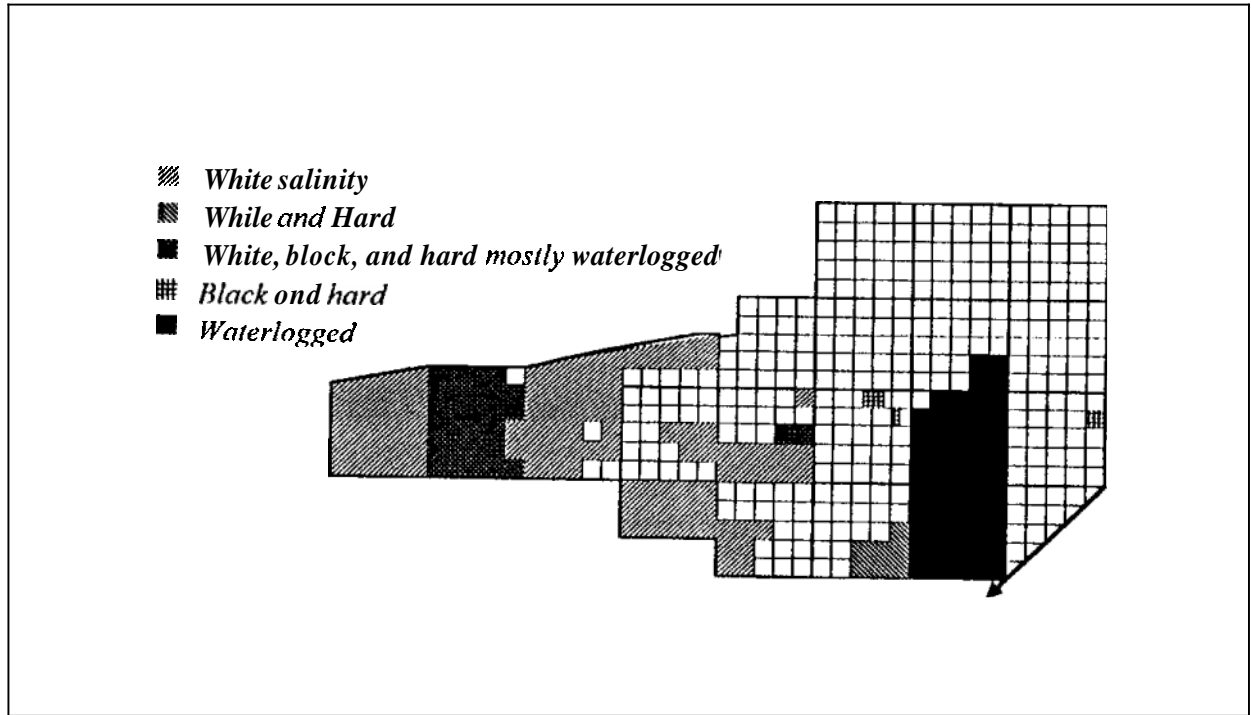 White salinity
While and Hard
White, block, and hard mostly waterlogged
Black ond hard
Waterlogged